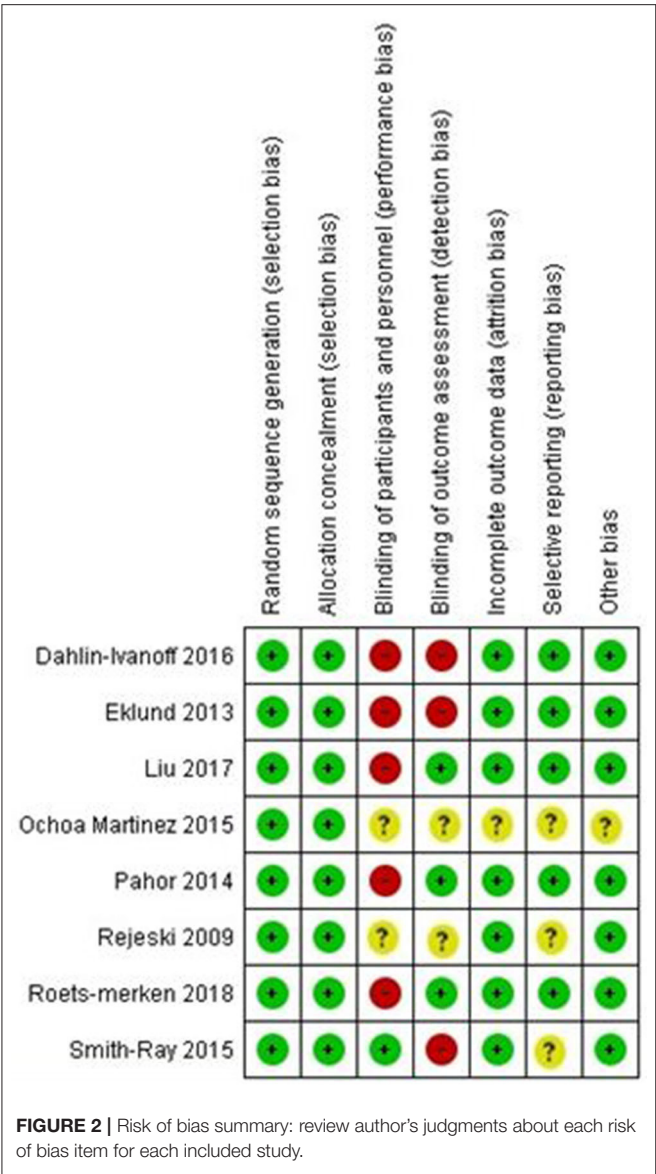 Random sequence generation (selection bias)
Allocation concealment (selection bias)
Blinding of participants and personnel (performance bias)
Blinding of outcome assessment (detection bias)
Incomplete outcome data (attrition bias)
Selective reporting (reporting bias)
Other bias
Dahlin-Ivanoff 2016 + + - - + + +
Eklund 2013 + + - - + + +
Liu 2017 + + - + + + +
Ochoa Martinez 2015 + + ? ? ? ? ?
Pahor 2014 + + - + + + +
Rejeski 2009 + + ? ? + ? +
Roets-merken 2018 + + - + + + +
Smith-Ray 2015 + + + - + ? +
FIGURE 2 | Risk of bias summary: review author's judgments about each risk
of bias item for each included study.